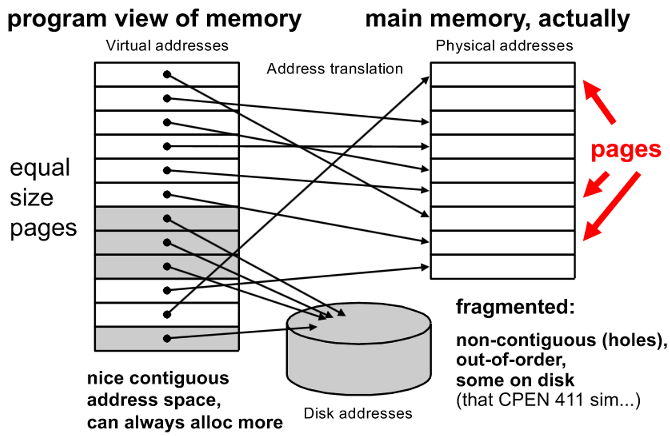 program view of memory
main memory, actually
Virtual addresses
Physical addresses
Address translation
equal
size
pages
pages
fragmented:
non-contiguous (holes),
out-of-order,
some on disk
(that CPEN 411 sim...)
nice contiguous
address space,
can always alloc more
Disk addresses